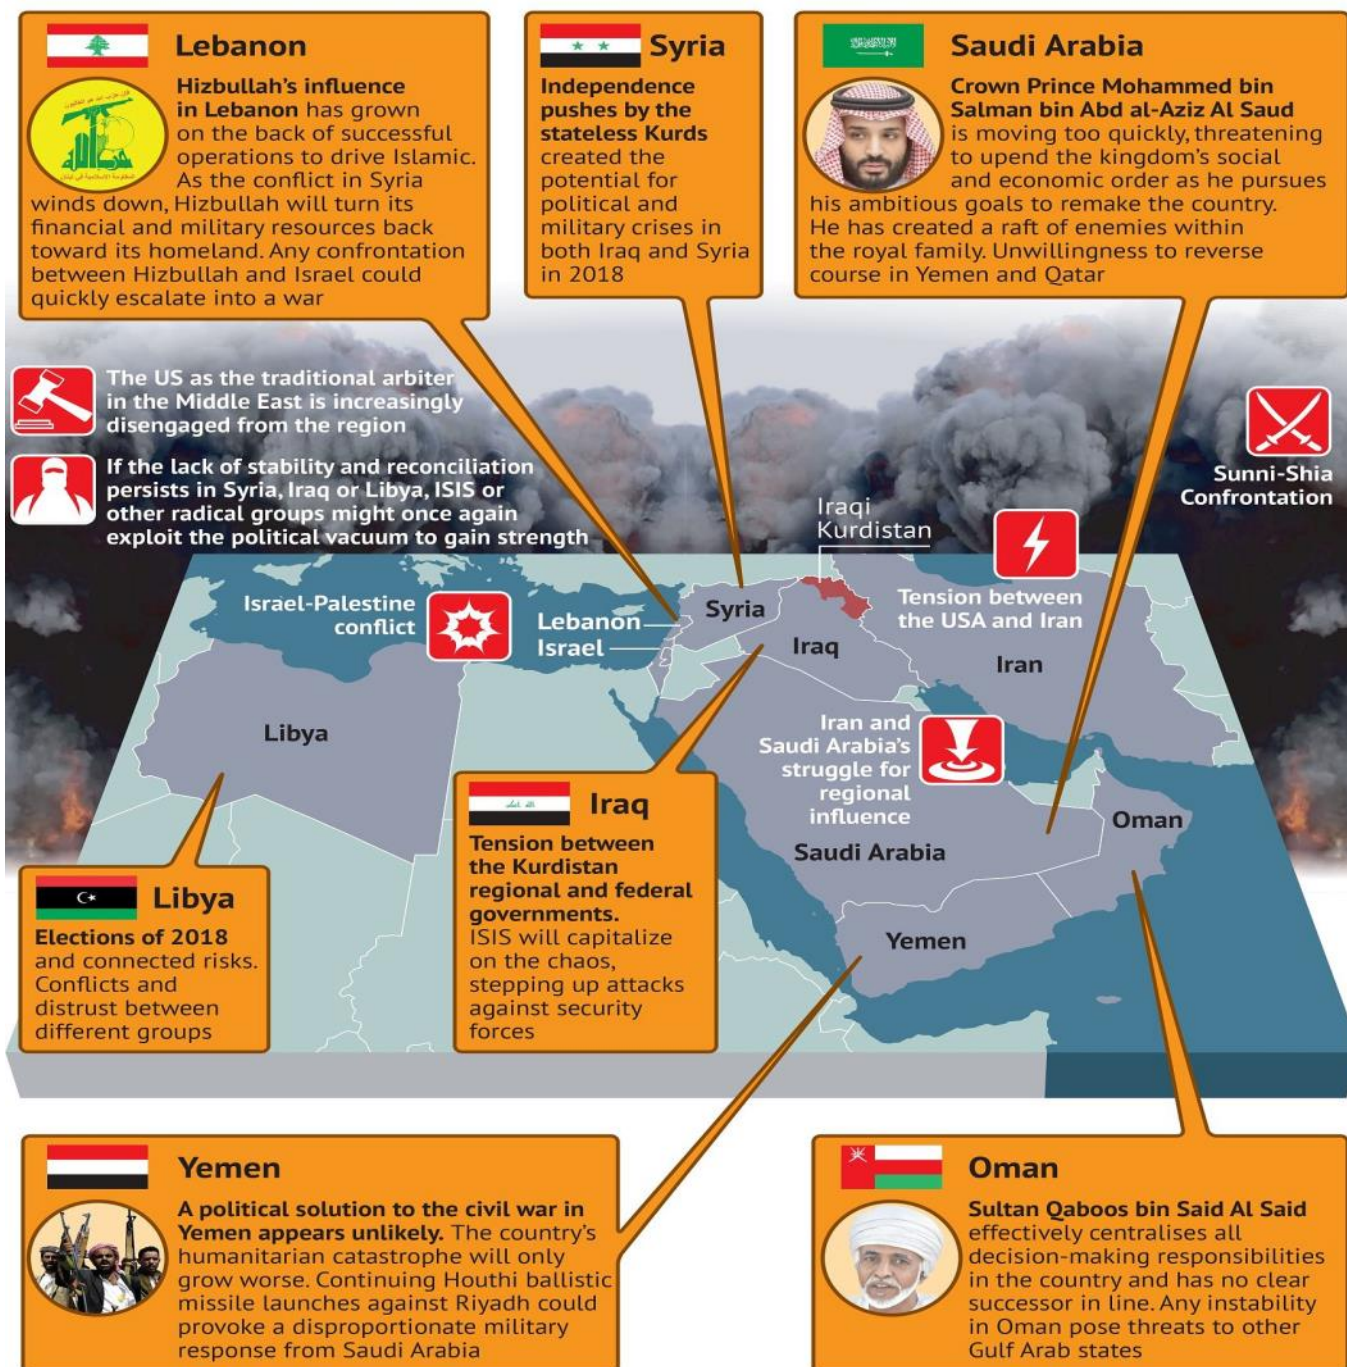 Lebanon
Hizbullah's influence
in Lebanon has grown
on the back of successful
operations to drive Islamic.
As the conflict in Syria
winds down, Hizbullah will turn its
financial and military resources back
toward its homeland. Any confrontation
between Hizbullah and Israel could
quickly escalate into a war
Syria
Independence
pushes by the
stateless Kurds
created the
potential for
political and
military crises in
both Iraq and Syria
in 2018
Saudi Arabia
Crown Prince Mohammed bin
Salman bin Abd al-Aziz Al Saud
is moving too quickly, threatening
to upend the kingdom's social
and economic order as he pursues
his ambitious goals to remake the country.
He has created a raft of enemies within
the royal family. Unwillingness to reverse
course in Yemen and Qatar
The US as the traditional arbiter
in the Middle East is increasingly
disengaged from the region
If the lack of stability and reconciliation
persists in Syria, Iraq or Libya, ISIS or
other radical groups might once again
exploit the political vacuum to gain strength
Sunni-Shia
Confrontation
Iraqi
Kurdistan
Israel-Palestine
conflict
Lebanon
Israel
Syria
Iraq
Tension between
the USA and Iran
Iran
Libya
Iran and
Saudi Arabia's
struggle for
regional
influence
Saudi Arabia
Oman
Yemen
Iraq
Tension between
the Kurdistan
regional and federal
governments.
ISIS will capitalize
on the chaos,
stepping up attacks
against security
forces
Libya
Elections of 2018
and connected risks.
Conflicts and
distrust between
different groups
Yemen
A political solution to the civil war in
Yemen appears unlikely. The country's
humanitarian catastrophe will only
grow worse. Continuing Houthi ballistic
missile launches against Riyadh could
provoke a disproportionate military
response from Saudi Arabia
Oman
Sultan Qaboos bin Said Al Said
effectively centralises all
decision-making responsibilities
in the country and has no clear
successor in line. Any instability
in Oman pose threats to other
Gulf Arab states